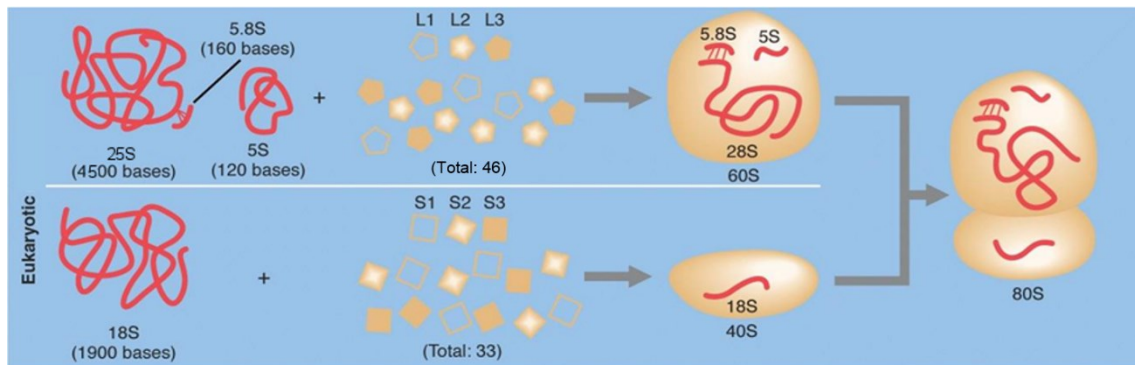 5.8S
(160 bases)
25S
(4500 bases)
5S
(120 bases)
+
L1 L2 L3
(Total: 46)
5.8S
5S
28S
60S
Eukaryotic
18S
(1900 bases)
+
S1 S2 S3
(Total: 33)
18S
40S
80S